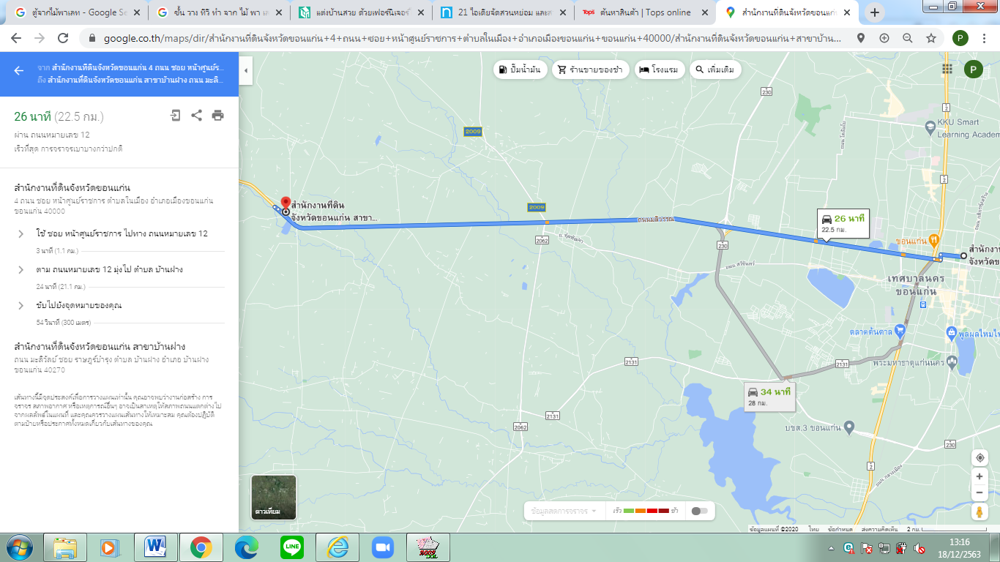 ตู้จากไม้พาเลท - Google Se
ชั้น วาง ทีวี ทำ จาก ไม้ พา เล
แต่งบ้านสวย ด้วยเฟอร์นิเจอร์
21 ไอเดียจัดสวนหย่อม และส
ค้นหาสินค้า | Tops online
สำนักงานที่ดินจังหวัดขอนแก่น
google.co.th/maps/dir/สำนักงานที่ดินจังหวัดขอนแก่น+4+ถนน+ซอย+หน้าศูนย์ราชการ+ตำบลในเมือง+อำเภอเมืองขอนแก่น+ขอนแก่น+40000/สำนักงานที่ดินจังหวัดขอนแก่น+สาขาบ้าน...
P
จาก สำนักงานที่ดินจังหวัดขอนแก่น 4 ถนน ซอย หน้าศูนย์ร...
ถึง สำนักงานที่ดินจังหวัดขอนแก่น สาขาบ้านฝาง ถนน มะลิ...
26 นาที (22.5 กม.)
ผ่าน ถนนหมายเลข 12
เร็วที่สุด การจราจรเบาบางกว่าปกติ
สำนักงานที่ดินจังหวัดขอนแก่น
4 ถนน ซอย หน้าศูนย์ราชการ ตำบลในเมือง อำเภอเมืองขอนแก่น
ขอนแก่น 40000
ใช้ ซอย หน้าศูนย์ราชการ ไปทาง ถนนหมายเลข 12
3 นาที (1.1 กม.)
ตาม ถนนหมายเลข 12 มุ่งไป ตำบล บ้านฝาง
24 นาที (21.1 กม.)
ขับไปยังจุดหมายของคุณ
54 วินาที (300 เมตร)
สำนักงานที่ดินจังหวัดขอนแก่น สาขาบ้านฝาง
ถนน มะลิวัลย์ ซอย ราษฎร์บำรุง ตำบล บ้านฝาง อำเภอ บ้านฝาง
ขอนแก่น 40270
เส้นทางนี้มีจุดประสงค์เพื่อการวางแผนเท่านั้น คุณอาจพบว่างานก่อสร้าง การ
จราจร สภาพอากาศ หรือเหตุการณ์อื่นๆ อาจเป็นสาเหตุให้สภาพถนนแตกต่างไป
จากผลลัพธ์ในแผนที่ และคุณควรวางแผนเส้นทางให้เหมาะสม คุณต้องปฏิบัติ
ตามป้ายหรือประกาศทั้งหมดเกี่ยวกับเส้นทางของคุณ
ปั๊มน้ำมัน
ร้านขายของชำ
โรงแรม
เพิ่มเติม
P
230
2
2009
KKU Smart
Learning Academ
2
สำนักงานที่ดิน
จังหวัดขอนแก่น สาขา...
2009
ถนนมลิวรรณ
26 นาที
22.5 กม.
2062
230
ถนน ศรีจันทร์
ขอนแก่น
สำนักงาน
จังหวัดขอ
เทศบาลนคร
ขอนแก่น
ตลาดต้นตาล
พระมหาธาตุแก่นนคร
2131
2131
34 นาที
28 กม.
2131
2062
บขส.3 ขอนแก่น
230
2
ถนน กลางเมือง
ดาวเทียม
ข้อมูลสดการจราจร
เร็ว
ช้า
ข้อมูลแผนที่ ©2020
ไทย
ข้อกำหนด
ส่งความคิดเห็น
2 กม.
LINE
13:16
18/12/2563